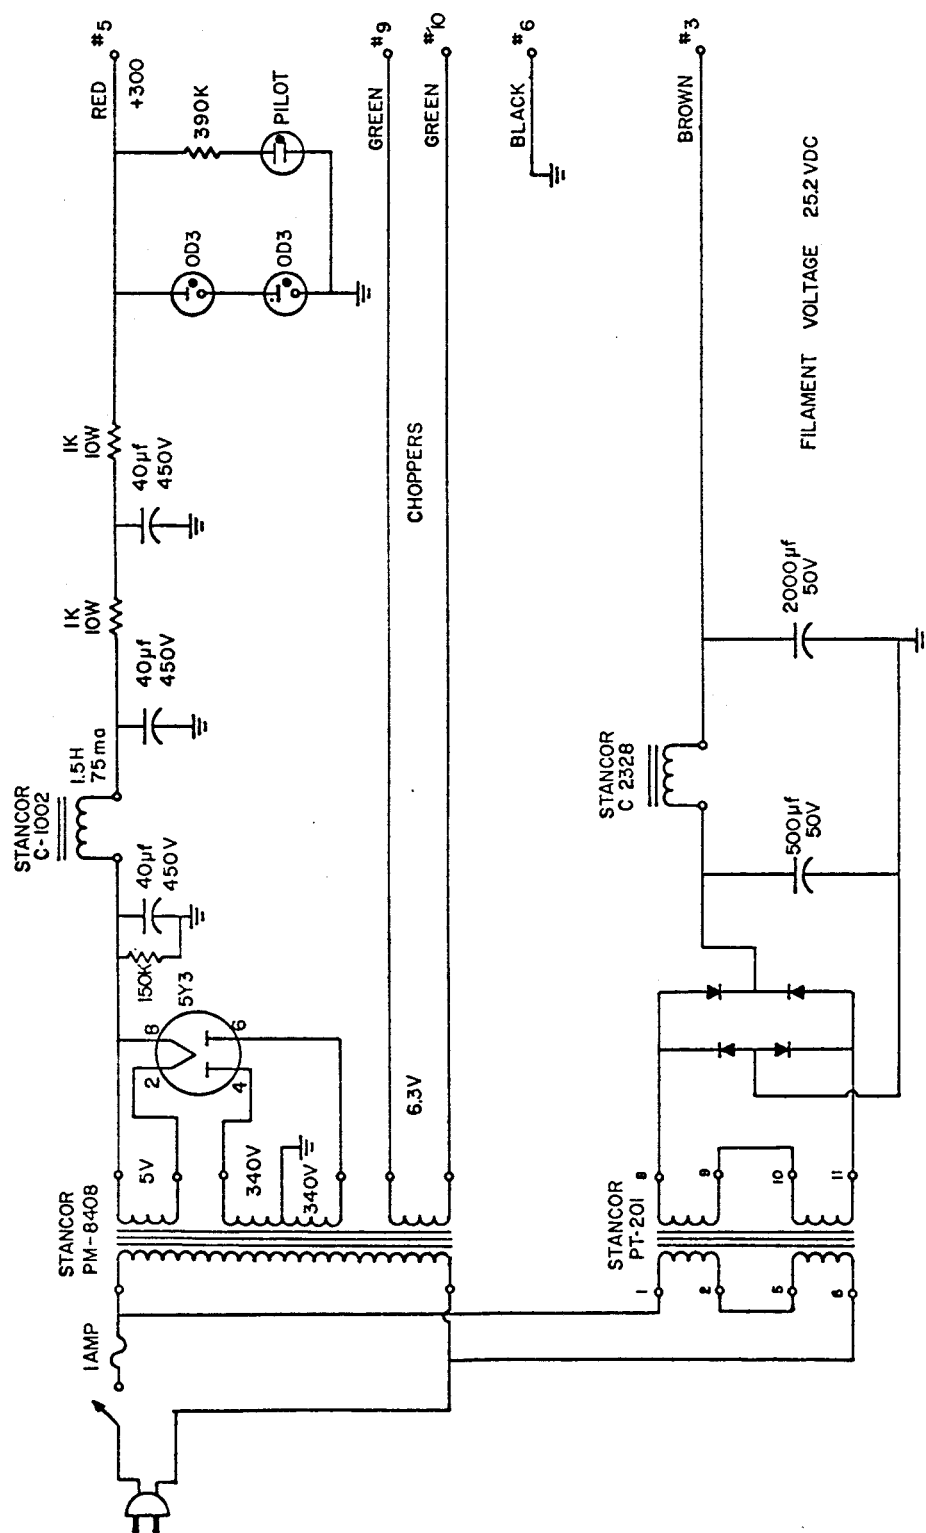 1 AMP
STANCOR
PM-8408
5V
340V
340V
6.3V
2
8
4
6
5Y3
150K
40µf
450V
STANCOR
C-1002
1.5H
75ma
40µf
450V
1K
10W
40µf
450V
1K
10W
OD3
OD3
390K
PILOT
RED
+300
#5
GREEN
#9
CHOPPERS
GREEN
#10
BLACK
#6
STANCOR
PT-201
1
2
5
6
8
9
10
11
500µf
50V
STANCOR
C 2328
2000µf
50V
BROWN
#3
FILAMENT VOLTAGE 25.2 VDC